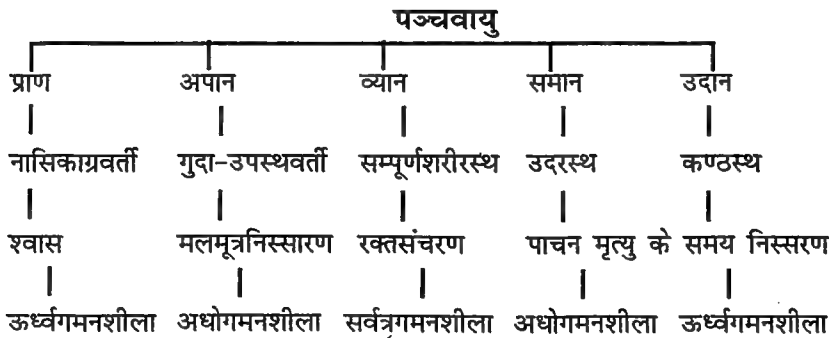 पञ्चवायु
प्राण अपान व्यान समान उदान
नासिकाग्रवर्ती गुदा-उपस्थवर्ती सम्पूर्णशरीरस्थ उदरस्थ कण्ठस्थ
श्वास मलमूत्रनिस्सारण रक्तसंचरण पाचन मृत्यु के समय निस्सरण
ऊर्ध्वगमनशीला अधोगमनशीला सर्वत्रगमनशीला अधोगमनशीला ऊर्ध्वगमनशीला